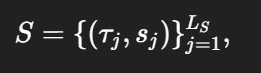 S = {(τ_j, s_j)}_{j=1}^{L_S},